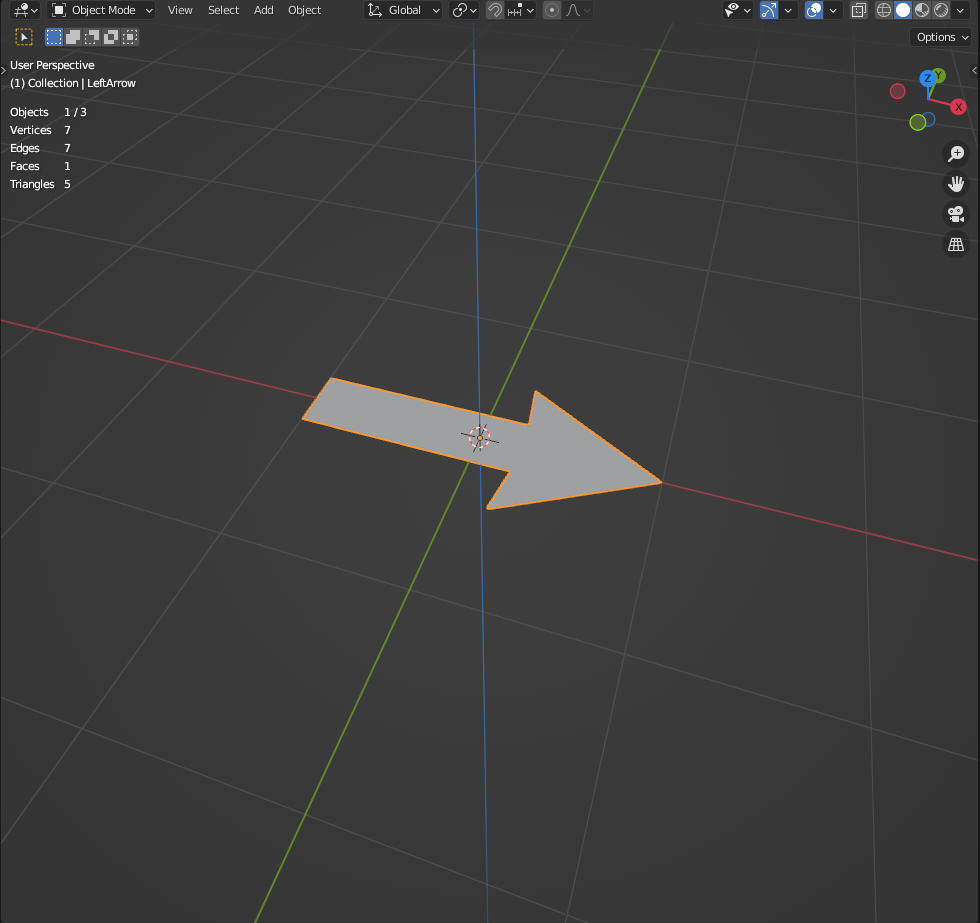 Object Mode View Select Add Object Global
Options
User Perspective
(1) Collection | LeftArrow
Objects 1 / 3
Vertices 7
Edges 7
Faces 1
Triangles 5
Z Y
X